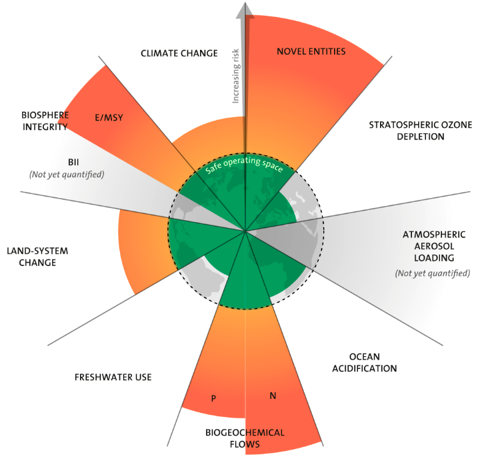 CLIMATE CHANGE
Increasing risk
NOVEL ENTITIES
BIOSPHERE
INTEGRITY
E/MSY
BII
(Not yet quantified)
Safe operating space
STRATOSPHERIC OZONE
DEPLETION
LAND-SYSTEM
CHANGE
ATMOSPHERIC
AEROSOL
LOADING
(Not yet quantified)
FRESHWATER USE
OCEAN
ACIDIFICATION
P
N
BIOGEOCHEMICAL
FLOWS